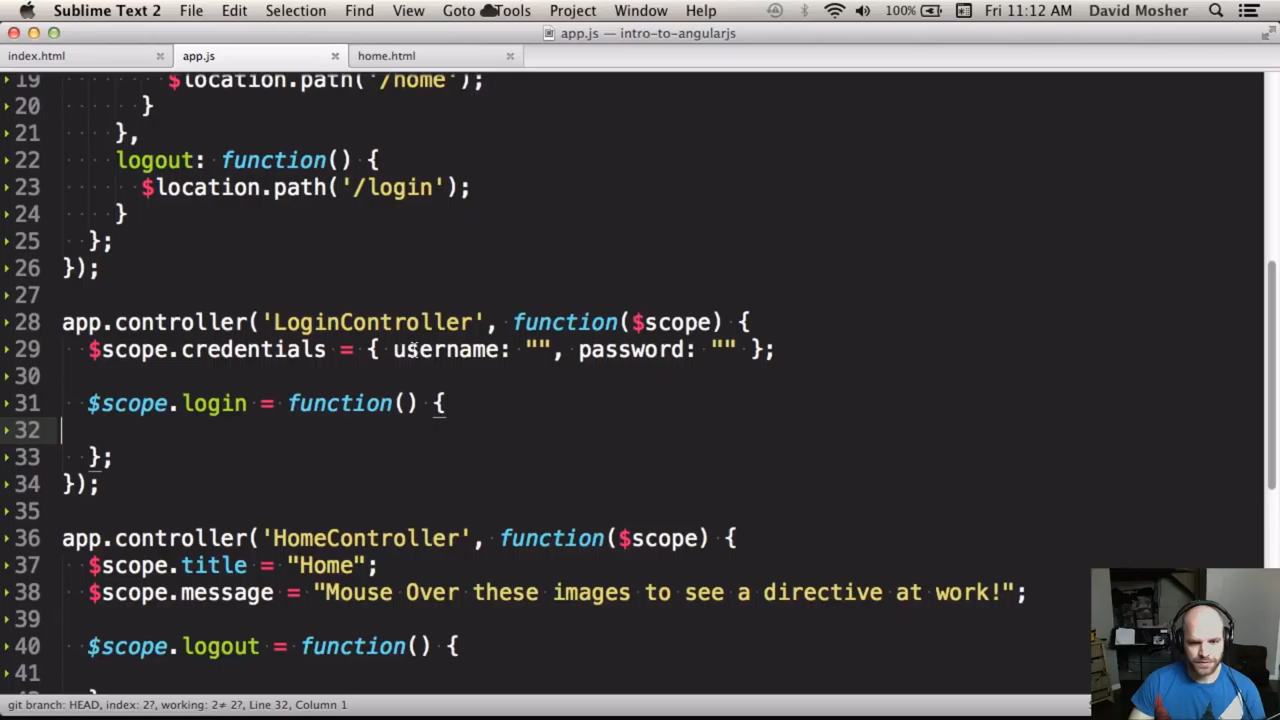 Sublime Text 2 File Edit Selection Find View Goto Tools Project Window Help 100% Fri 11:12 AM David Mosher
app.js — intro-to-angularjs
index.html app.js home.html
19 $location.path('/home');
20 }
21 },
22 logout: function() {
23 $location.path('/login');
24 }
25 };
26 });
27
28 app.controller('LoginController', function($scope) {
29 $scope.credentials = { username: "", password: "" };
30
31 $scope.login = function() {
32
33 };
34 });
35
36 app.controller('HomeController', function($scope) {
37 $scope.title = "Home";
38 $scope.message = "Mouse Over these images to see a directive at work!";
39
40 $scope.logout = function() {
41
git branch: HEAD, index: 2?, working: 2≠ 2?, Line 32, Column 1